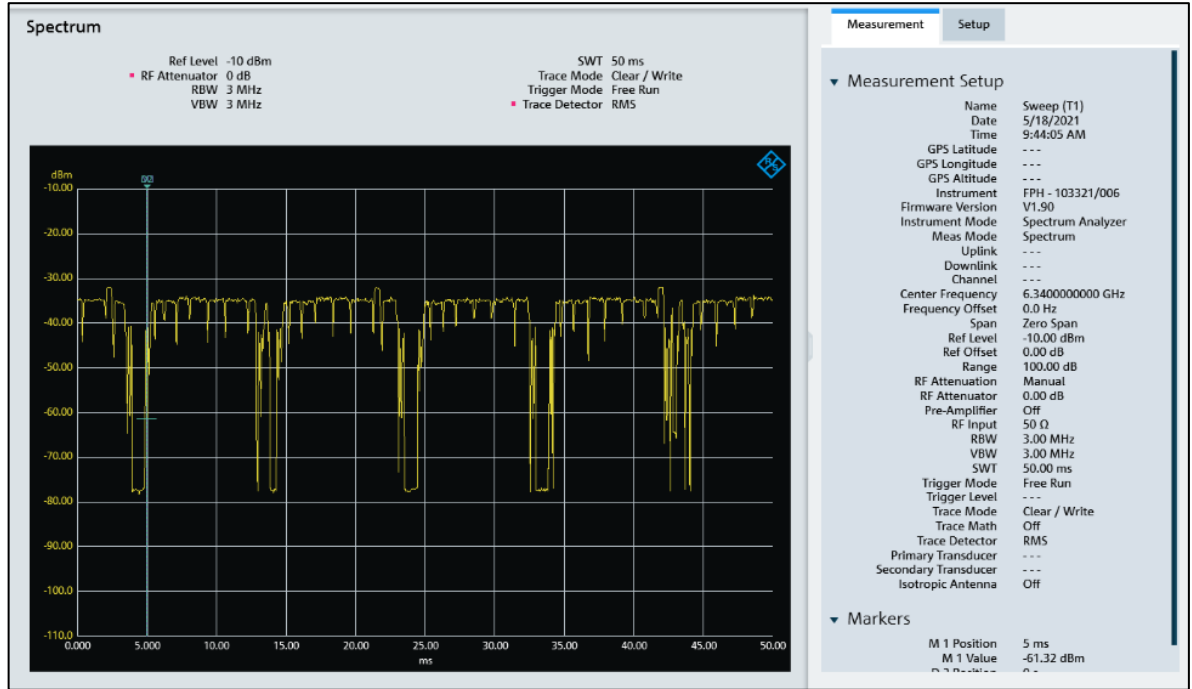 Spectrum
Ref Level -10 dBm
RF Attenuator 0 dB
RBW 3 MHz
VBW 3 MHz
SWT 50 ms
Trace Mode Clear / Write
Trigger Mode Free Run
Trace Detector RMS
dBm
-10.00
-20.00
-30.00
-40.00
-50.00
-60.00
-70.00
-80.00
-90.00
-100.0
-110.0
0.000 5.000 10.00 15.00 20.00 25.00 30.00 35.00 40.00 45.00 50.00
ms
Measurement Setup
Measurement Setup
Name Sweep (T1)
Date 5/18/2021
Time 9:44:05 AM
GPS Latitude - - -
GPS Longitude - - -
GPS Altitude - - -
Instrument FPH - 103321/006
Firmware Version V1.90
Instrument Mode Spectrum Analyzer
Meas Mode Spectrum
Uplink - - -
Downlink - - -
Channel - - -
Center Frequency 6.3400000000 GHz
Frequency Offset 0.0 Hz
Span Zero Span
Ref Level -10.00 dBm
Ref Offset 0.00 dB
Range 100.00 dB
RF Attenuation Manual
RF Attenuator 0.00 dB
Pre-Amplifier Off
RF Input 50 Ω
RBW 3.00 MHz
VBW 3.00 MHz
SWT 50.00 ms
Trigger Mode Free Run
Trigger Level - - -
Trace Mode Clear / Write
Trace Math Off
Trace Detector RMS
Primary Transducer - - -
Secondary Transducer - - -
Isotropic Antenna Off
Markers
M 1 Position 5 ms
M 1 Value -61.32 dBm